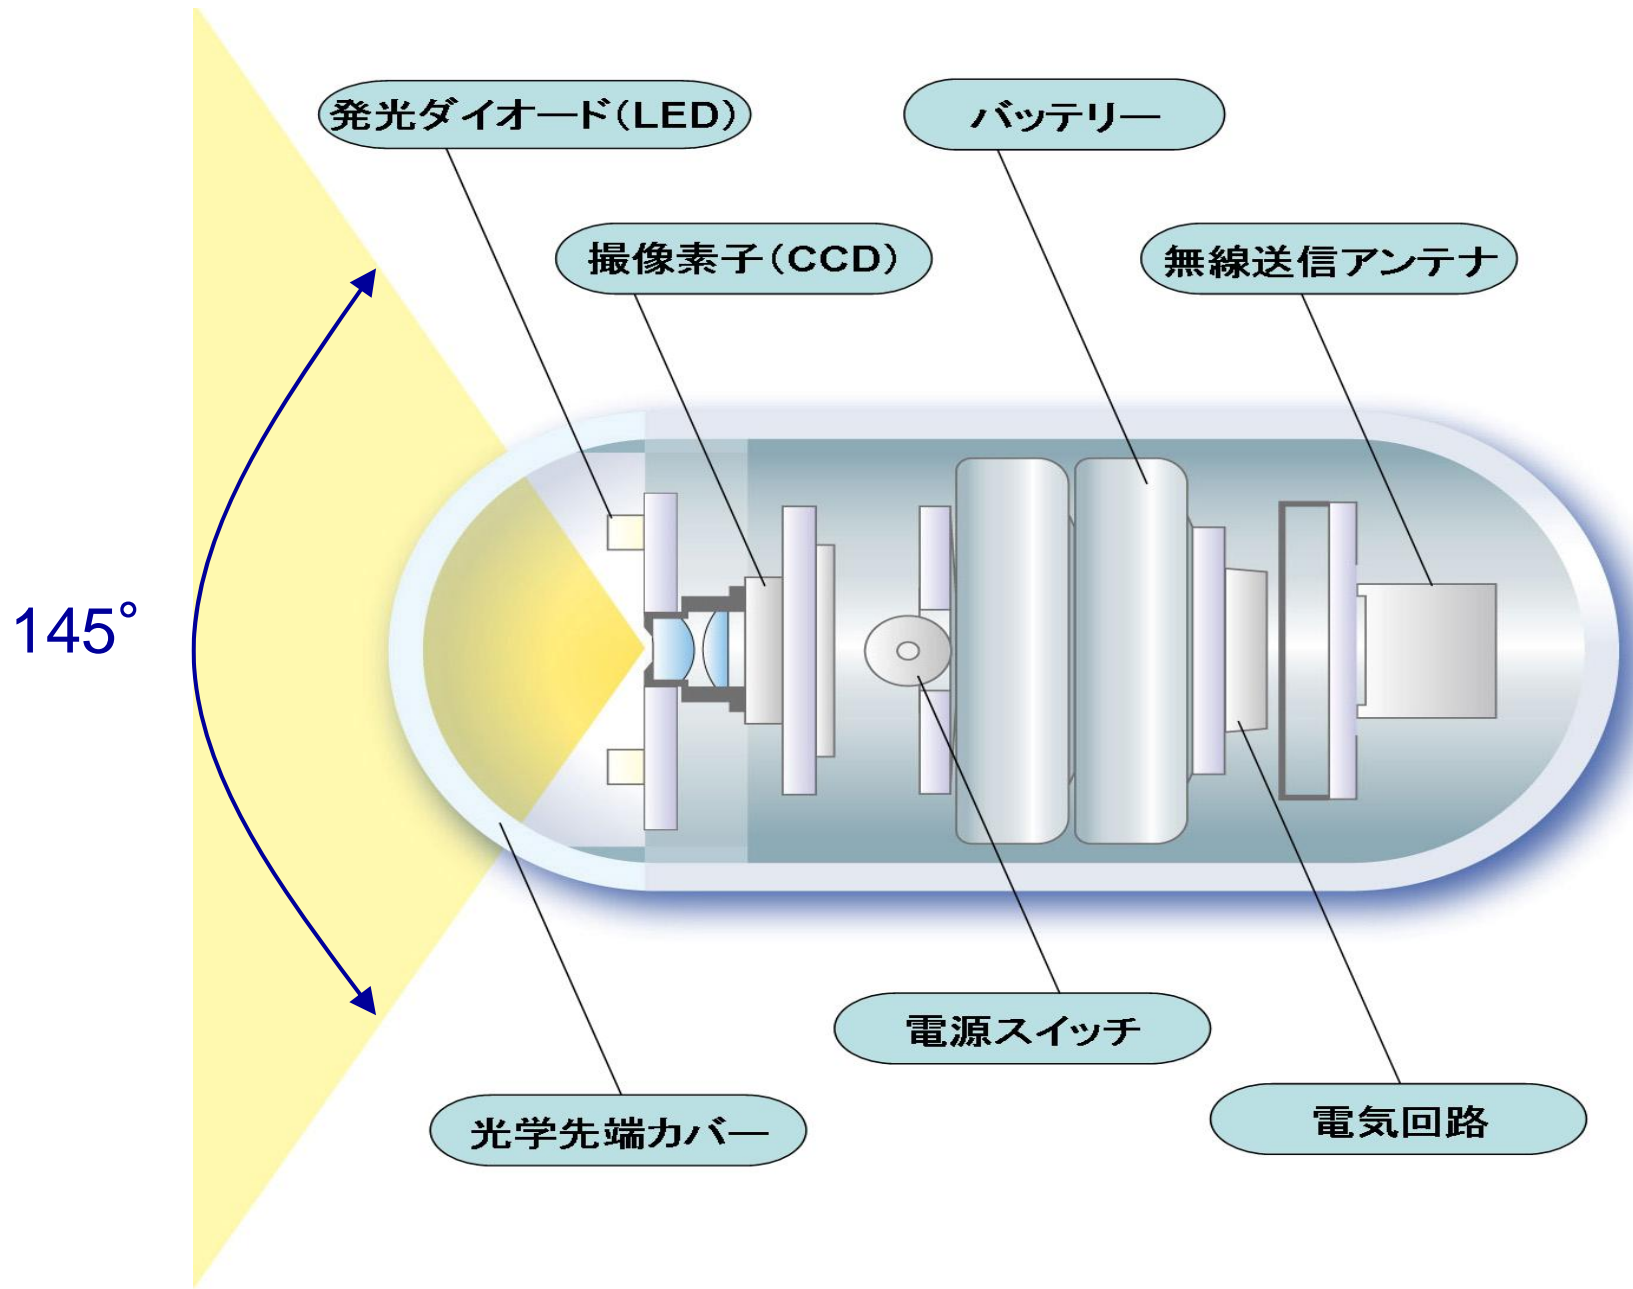 発光ダイオード(LED)
バッテリー
撮像素子(CCD)
無線送信アンテナ
145°
電源スイッチ
光学先端カバー
電気回路